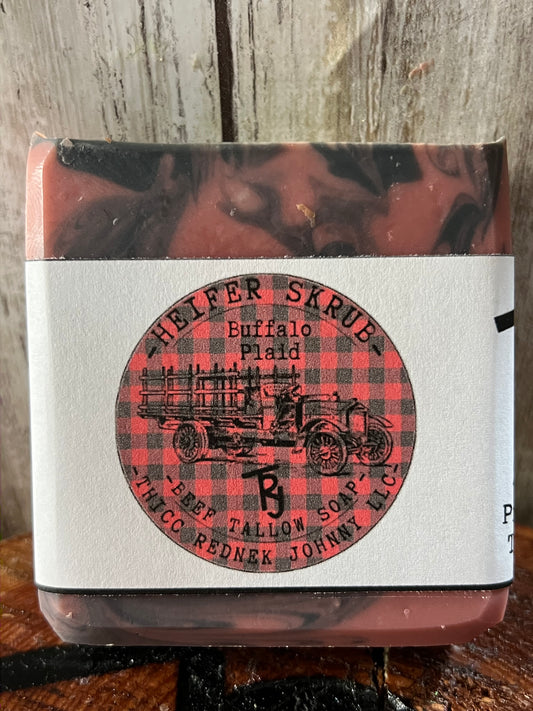 -HEIFER SKRUB-
Buffalo
Plaid
TRJ
-BEEF TALLOW SOAP-
-THICC REDNEK JOHNNY LLC-